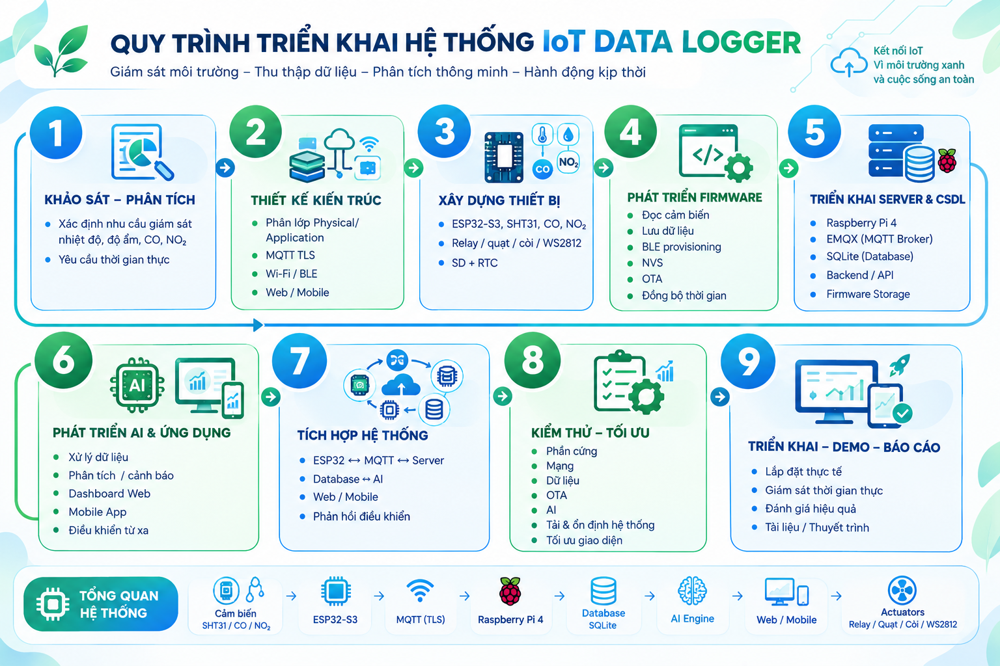 QUY TRÌNH TRIỂN KHAI HỆ THỐNG IoT DATA LOGGER
Giám sát môi trường – Thu thập dữ liệu – Phân tích thông minh – Hành động kịp thời
Kết nối IoT
Vì môi trường xanh
và cuộc sống an toàn
1
KHẢO SÁT – PHÂN TÍCH
Xác định nhu cầu giám sát
nhiệt độ, độ ẩm, CO, NO₂
Yêu cầu thời gian thực
2
THIẾT KẾ KIẾN TRÚC
Phân lớp Physical/
Application
MQTT TLS
Wi-Fi / BLE
Web / Mobile
3
CO
NO₂
XÂY DỰNG THIẾT BỊ
ESP32-S3, SHT31, CO, NO₂
Relay / quạt / còi / WS2812
SD + RTC
4
</>
PHÁT TRIỂN FIRMWARE
Đọc cảm biến
Lưu dữ liệu
BLE provisioning
NVS
OTA
Đồng bộ thời gian
5
TRIỂN KHAI SERVER & CSDL
Raspberry Pi 4
EMQX (MQTT Broker)
SQLite (Database)
Backend / API
Firmware Storage
6
AI
PHÁT TRIỂN AI & ỨNG DỤNG
Xử lý dữ liệu
Phân tích / cảnh báo
Dashboard Web
Mobile App
Điều khiển từ xa
7
TÍCH HỢP HỆ THỐNG
ESP32 ↔ MQTT ↔ Server
Database ↔ AI
Web / Mobile
Phản hồi điều khiển
8
KIỂM THỬ – TỐI ƯU
Phần cứng
Mạng
Dữ liệu
OTA
AI
Tải & ổn định hệ thống
Tối ưu giao diện
9
TRIỂN KHAI – DEMO – BÁO CÁO
Lắp đặt thực tế
Giám sát thời gian thực
Đánh giá hiệu quả
Tài liệu / Thuyết trình
TỔNG QUAN
HỆ THỐNG
Cảm biến
SHT31 / CO / NO₂
ESP32-S3
MQTT (TLS)
Raspberry Pi 4
Database
SQLite
AI Engine
Web / Mobile
Actuators
Relay / Quạt / Còi / WS2812